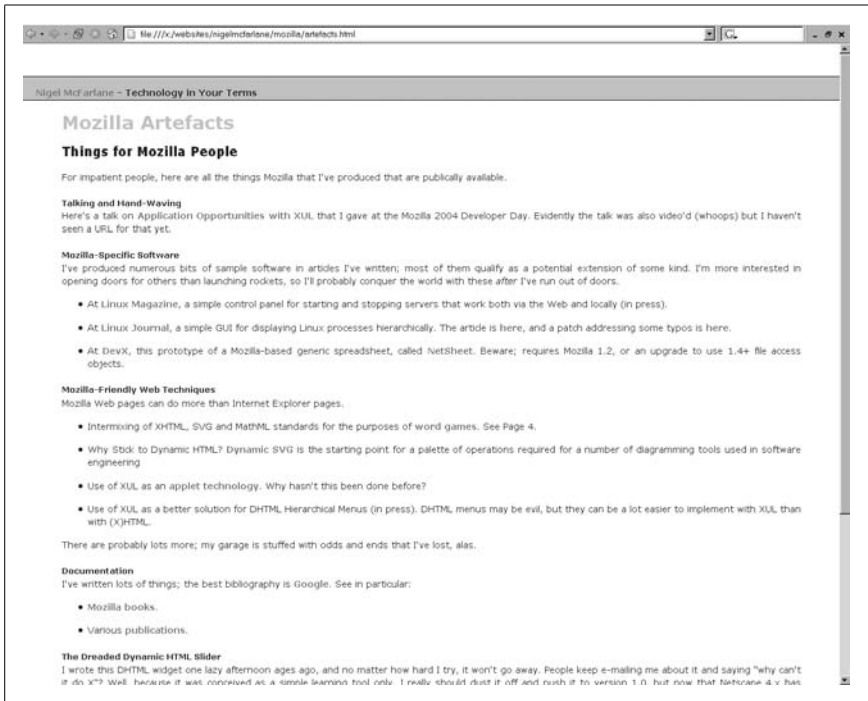 file:///x:/websites/nigelmcfarlane/mozilla/artefacts.html
G.
Nigel McFarlane - Technology in Your Terms
Mozilla Artefacts
Things for Mozilla People
For impatient people, here are all the things Mozilla that I've produced that are publically available.
Talking and Hand-Waving
Here's a talk on Application Opportunities with XUL that I gave at the Mozilla 2004 Developer Day. Evidently the talk was also video'd (whoops) but I haven't
seen a URL for that yet.
Mozilla-Specific Software
I've produced numerous bits of sample software in articles I've written; most of them qualify as a potential extension of some kind. I'm more interested in
opening doors for others than launching rockets, so I'll probably conquer the world with these after I've run out of doors.
• At Linux Magazine, a simple control panel for starting and stopping servers that work both via the Web and locally (in press).
• At Linux Journal, a simple GUI for displaying Linux processes hierarchically. The article is here, and a patch addressing some typos is here.
• At DevX, this prototype of a Mozilla-based generic spreadsheet, called NetSheet. Beware; requires Mozilla 1.2, or an upgrade to use 1.4+ file access
objects.
Mozilla-Friendly Web Techniques
Mozilla Web pages can do more than Internet Explorer pages.
• Intermixing of XHTML, SVG and MathML standards for the purposes of word games. See Page 4.
• Why Stick to Dynamic HTML? Dynamic SVG is the starting point for a palette of operations required for a number of diagramming tools used in software
engineering
• Use of XUL as an applet technology. Why hasn't this been done before?
• Use of XUL as a better solution for DHTML Hierarchical Menus (in press). DHTML menus may be evil, but they can be a lot easier to implement with XUL than
with (X)HTML.
There are probably lots more; my garage is stuffed with odds and ends that I've lost, alas.
Documentation
I've written lots of things; the best bibliography is Google. See in particular:
• Mozilla books.
• Various publications.
The Dreaded Dynamic HTML Slider
I wrote this DHTML widget one lazy afternoon ages ago, and no matter how hard I try, it won't go away. People keep e-mailing me about it and saying "why can't
it do X"? Well, because it was conceived as a simple learning tool only. I really should dust it off and push it to version 1.0, but now that Netscape 4.x has